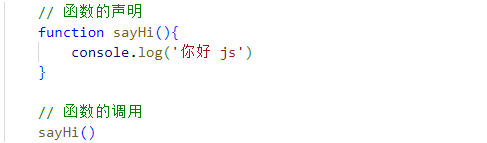 // 函数的声明
function sayHi(){
    console.log('你好 js')
}
// 函数的调用
sayHi()